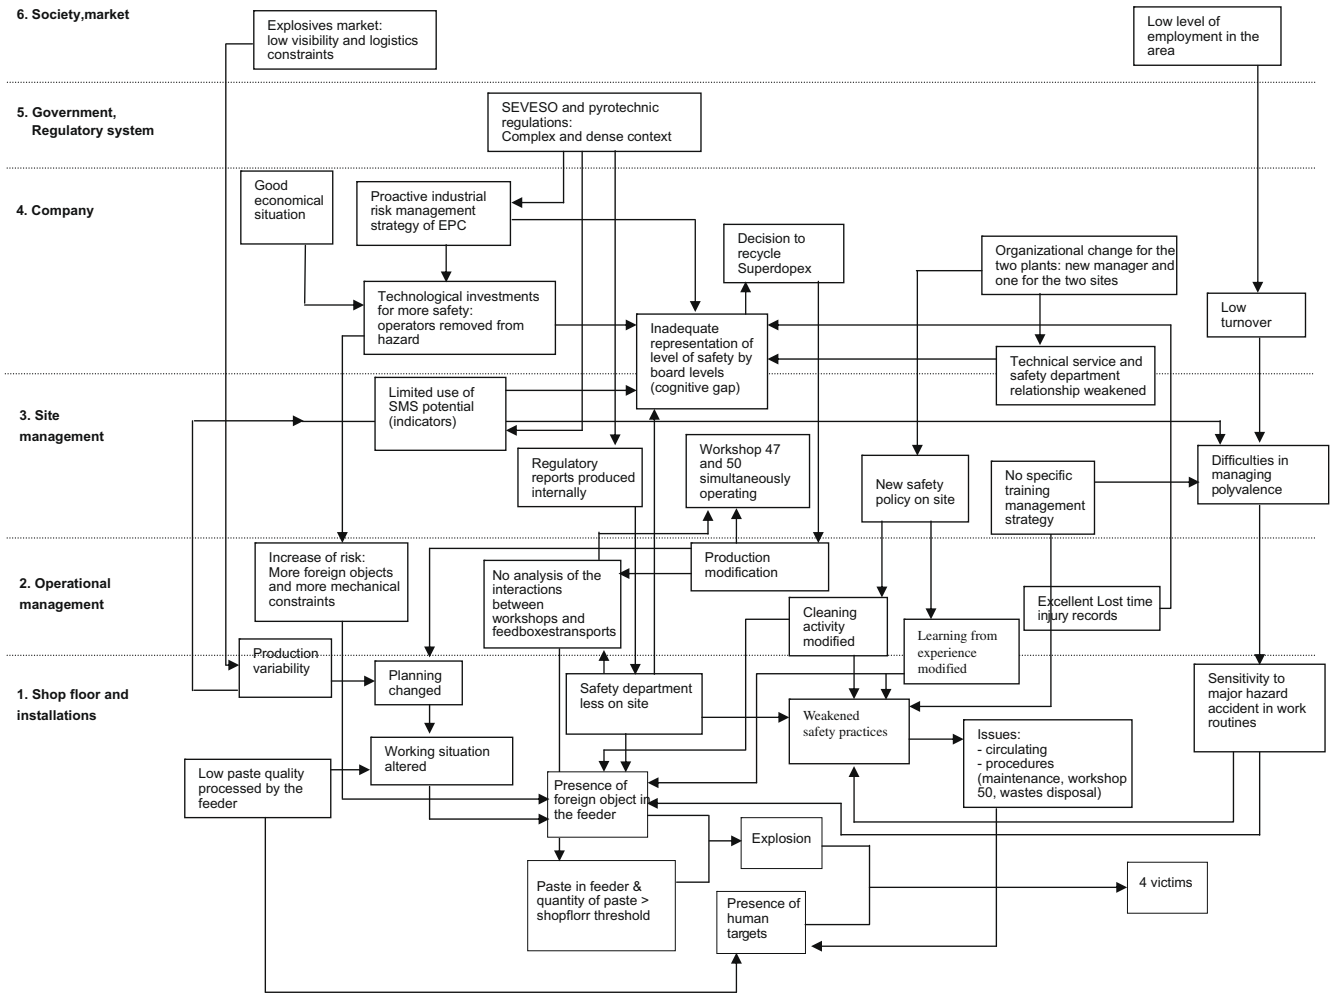 6. Society,market
Explosives market:
low visibility and logistics
constraints
Low level of
employment in the
area
5. Government,
Regulatory system
SEVESO and pyrotechnic
regulations:
Complex and dense context
4. Company
Good
economical
situation
Proactive industrial
risk management
strategy of EPC
Decision to
recycle
Superdopex
Organizational change for the
two plants: new manager and
one for the two sites
Technological investments
for more safety:
operators removed from
hazard
Inadequate
representation of
level of safety by
board levels
(cognitive gap)
Low
turnover
Technical service and
safety department
relationship weakened
3. Site
management
Limited use of
SMS potential
(indicators)
Regulatory
reports produced
internally
Workshop 47
and 50
simultaneously
operating
New safety
policy on site
No specific
training
management
strategy
Difficulties in
managing
polyvalence
2. Operational
management
Increase of risk:
More foreign objects
and more mechanical
constraints
No analysis of the
interactions
between
workshops and
feedboxestransports
Production
modification
Cleaning
activity
modified
Learning from
experience
modified
Excellent Lost time
injury records
1. Shop floor and
installations
Production
variability
Planning
changed
Safety department
less on site
Weakened
safety practices
Sensitivity to
major hazard
accident in work
routines
Working situation
altered
Low paste quality
processed by the
feeder
Presence of
foreign object in
the feeder
Issues:
- circulating
- procedures
(maintenance, workshop
50, wastes disposal)
Explosion
Paste in feeder &
quantity of paste >
shopflorr threshold
Presence of
human
targets
4 victims